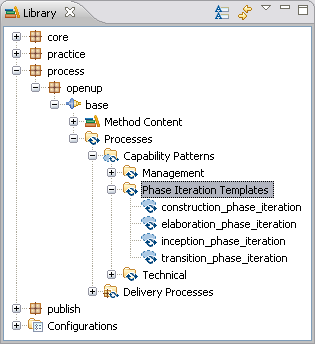 Library
core
practice
process
openup
base
Method Content
Processes
Capability Patterns
Management
Phase Iteration Templates
construction_phase_iteration
elaboration_phase_iteration
inception_phase_iteration
transition_phase_iteration
Technical
Delivery Processes
publish
Configurations